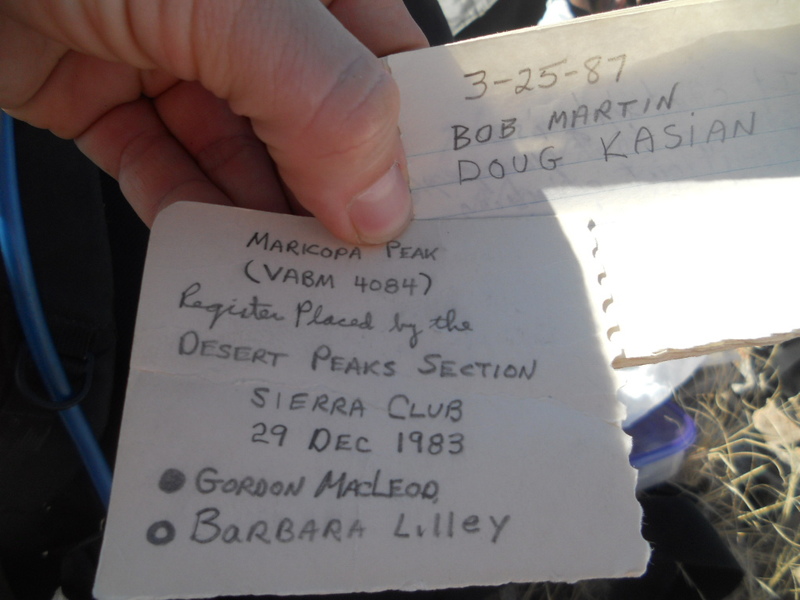 3-25-87
BOB MARTIN
DOUG KASIAN
MARICOPA PEAK
(VABM 4084)
Register Placed by the
DESERT PEAKS SECTION
SIERRA CLUB
29 DEC 1983
GORDON MACLEOD
BARBARA Lilley